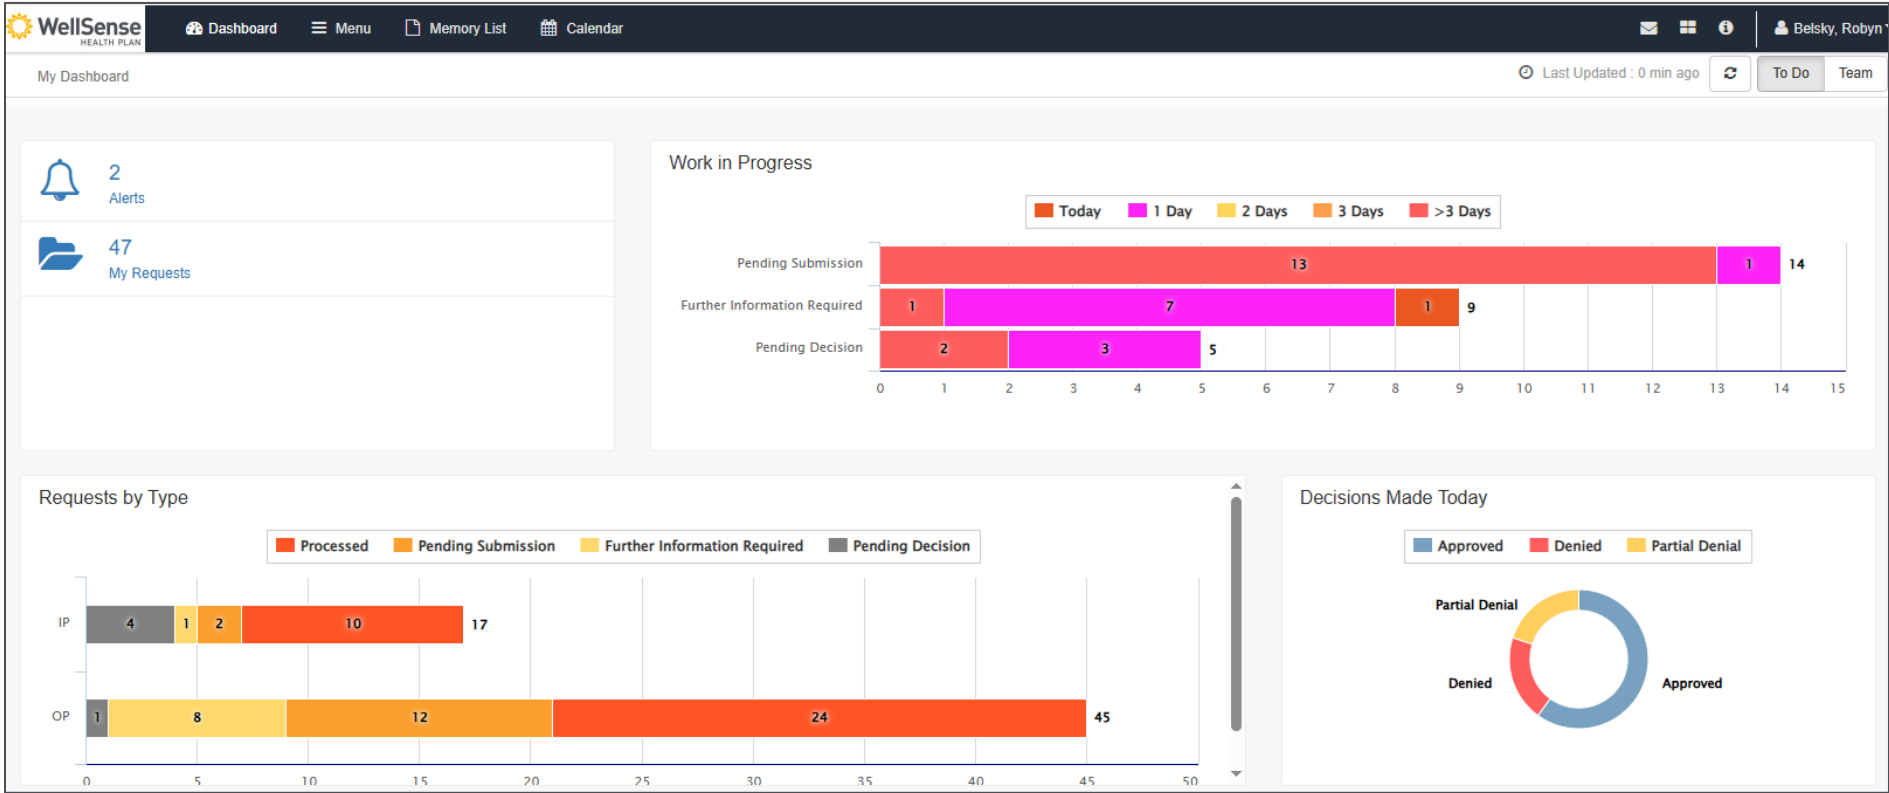 WellSense
HEALTH PLAN
Dashboard
Menu
Memory List
Calendar
Belsky, Robyn
My Dashboard
Last Updated : 0 min ago
To Do
Team
2
Alerts
47
My Requests
Work in Progress
Today 1 Day 2 Days 3 Days >3 Days
Pending Submission 13 1 14
Further Information Required 1 7 1 9
Pending Decision 2 3 5
0 1 2 3 4 5 6 7 8 9 10 11 12 13 14 15
Requests by Type
Processed Pending Submission Further Information Required Pending Decision
IP 4 1 2 10 17
OP 1 8 12 24 45
0 5 10 15 20 25 30 35 40 45 50
Decisions Made Today
Approved Denied Partial Denial
Partial Denial
Denied
Approved